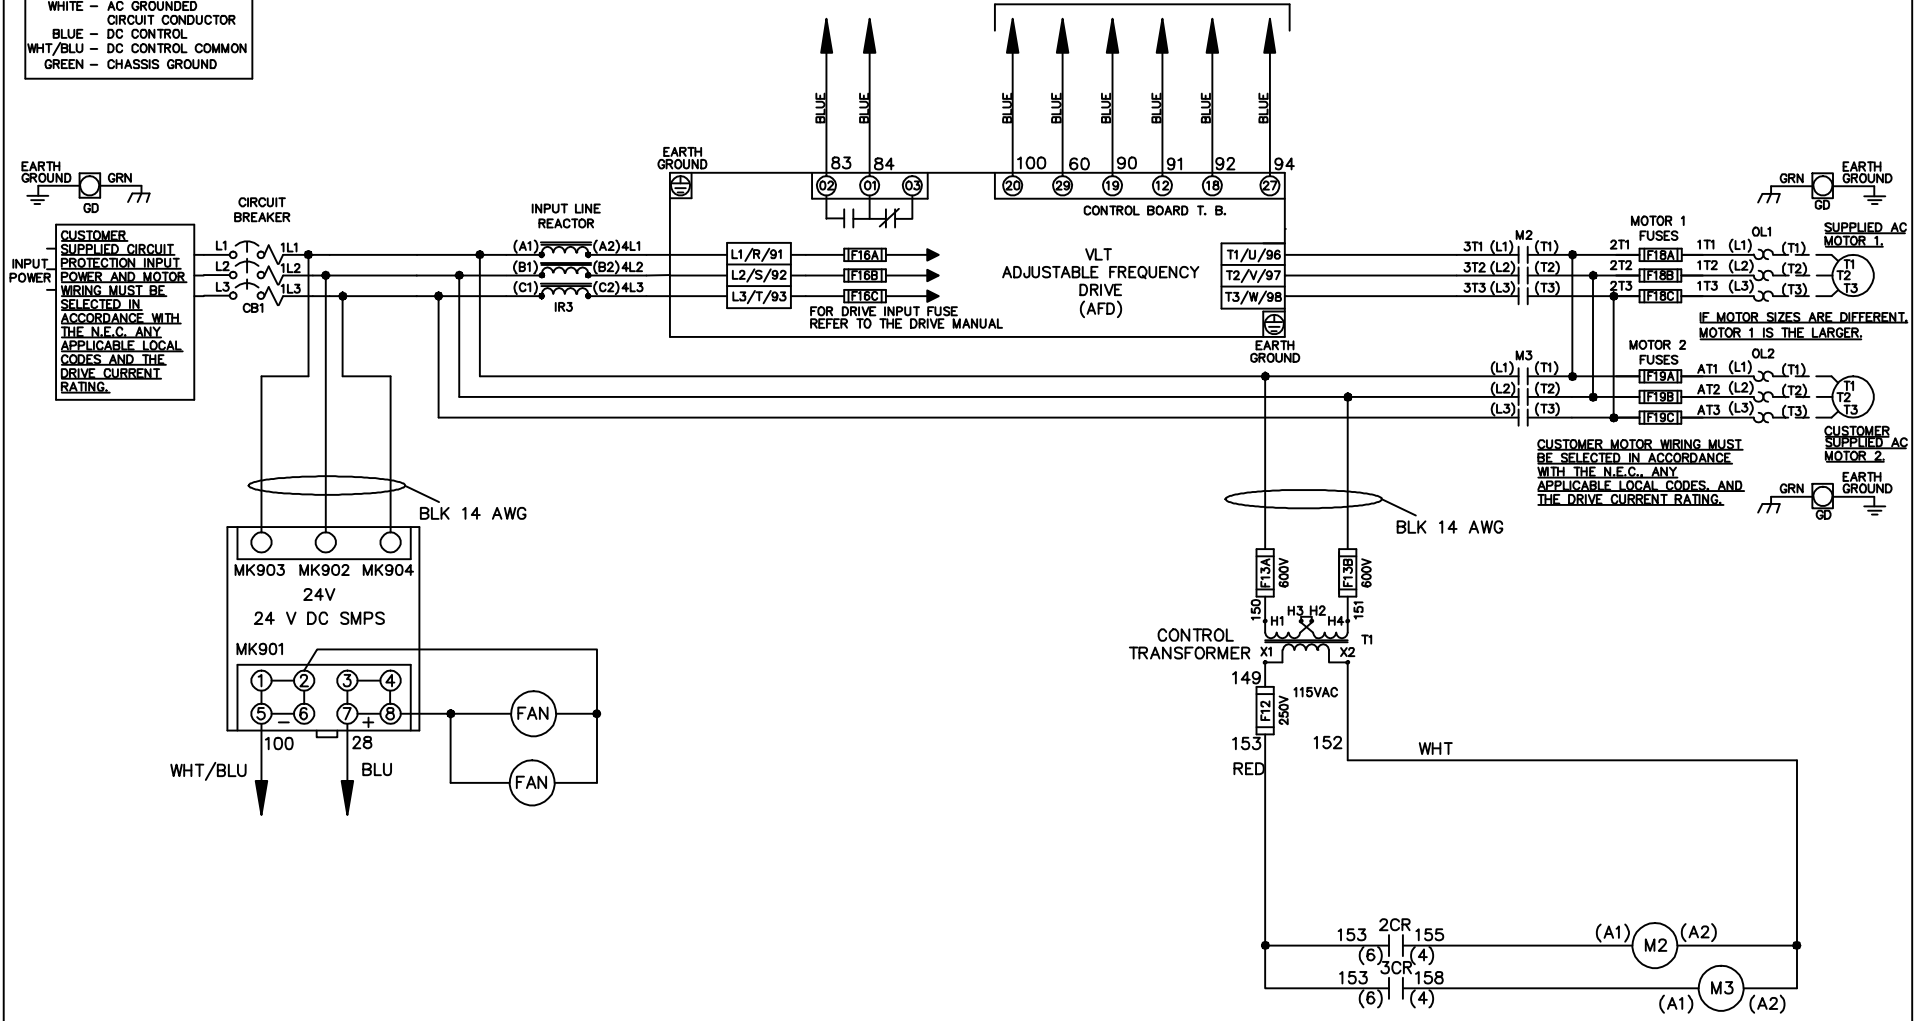 WHITE – AC GROUNDED
CIRCUIT CONDUCTOR
BLUE – DC CONTROL
WHT/BLU – DC CONTROL COMMON
GREEN – CHASSIS GROUND
BLUE BLUE BLUE BLUE BLUE BLUE BLUE BLUE
83 84 100 60 90 91 92 94
EARTH
GROUND
02 01 03 20 29 19 12 18 27
CONTROL BOARD T. B.
EARTH
GROUND
GRN
GD
CUSTOMER
SUPPLIED CIRCUIT
PROTECTION INPUT
POWER AND MOTOR
WIRING MUST BE
SELECTED IN
ACCORDANCE WITH
THE N.E.C. ANY
APPLICABLE LOCAL
CODES AND THE
DRIVE CURRENT
RATING.
INPUT
POWER
CIRCUIT
BREAKER
L1 1L1
L2 1L2
L3 1L3
CB1
INPUT LINE
REACTOR
(A1) (A2) 4L1
(B1) (B2) 4L2
(C1) (C2) 4L3
IR3
L1/R/91 F16A
L2/S/92 F16B
L3/T/93 F16C
FOR DRIVE INPUT FUSE
REFER TO THE DRIVE MANUAL
VLT
ADJUSTABLE FREQUENCY
DRIVE
(AFD)
T1/U/96
T2/V/97
T3/W/98
EARTH
GROUND
M2
3T1 (L1) (T1)
3T2 (L2) (T2)
3T3 (L3) (T3)
MOTOR 1
FUSES
2T1 F18A 1T1 (L1) (T1)
2T2 F18B 1T2 (L2) (T2)
2T3 F18C 1T3 (L3) (T3)
OL1
GRN
EARTH
GROUND
GD
SUPPLIED AC
MOTOR 1.
T1
T2
T3
IF MOTOR SIZES ARE DIFFERENT,
MOTOR 1 IS THE LARGER.
M3
(L1) (T1)
(L2) (T2)
(L3) (T3)
MOTOR 2
FUSES
F19A AT1 (L1) (T1)
F19B AT2 (L2) (T2)
F19C AT3 (L3) (T3)
OL2
T1
T2
T3
CUSTOMER
SUPPLIED AC
MOTOR 2.
CUSTOMER MOTOR WIRING MUST
BE SELECTED IN ACCORDANCE
WITH THE N.E.C., ANY
APPLICABLE LOCAL CODES, AND
THE DRIVE CURRENT RATING.
GRN
EARTH
GROUND
GD
BLK 14 AWG
MK903 MK902 MK904
24V
24 V DC SMPS
MK901
1 2 3 4
5 – 6 7 + 8
100 28
WHT/BLU BLU
FAN
FAN
BLK 14 AWG
F13A 600V F13B 600V
150 151
H1 H3 H2 H4
CONTROL
TRANSFORMER
T1
X1 X2
149
115VAC
F12 250V
153 152
RED
WHT
2CR
153 155 (A1) M2 (A2)
(6) (4)
3CR
153 158 M3
(6) (4) (A1) (A2)